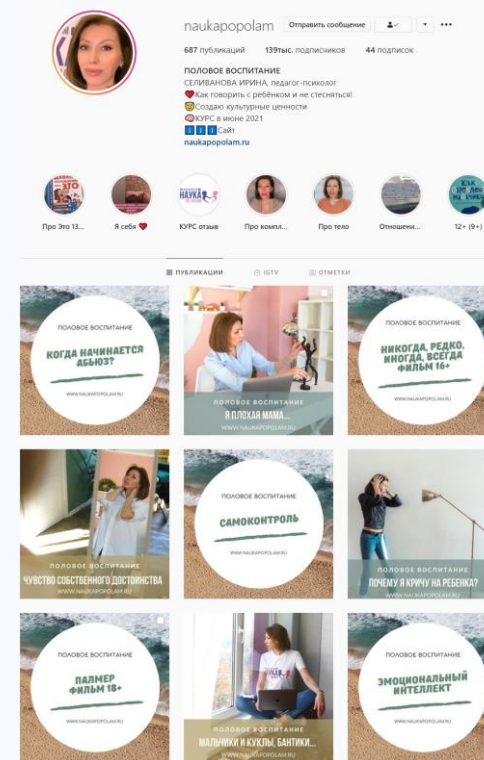 naukapopolam Отправить сообщение
687 публикаций 139тыс. подписчиков 44 подписок
ПОЛОВОЕ ВОСПИТАНИЕ
СЕЛИВАНОВА ИРИНА, педагог-психолог
Как говорить с ребёнком и не стесняться!
Создаю культурные ценности
КУРС в июне 2021
Сайт
naukapopolam.ru
НАУКА
Про Это 13... Я себе КУРС отзыв Про компл... Про тело Отношени... 12+ (9+)
ПУБЛИКАЦИИ IGTV ОТМЕТКИ
ПОЛОВОЕ ВОСПИТАНИЕ
КОГДА НАЧИНАЕТСЯ
АБЬЮЗ?
WWW.NAUKAPOPOLAM.RU
ПОЛОВОЕ ВОСПИТАНИЕ
Я ПЛОХАЯ МАМА...
WWW.NAUKAPOPOLAM.RU
ПОЛОВОЕ ВОСПИТАНИЕ
НИКОГДА, РЕДКО,
ИНОГДА, ВСЕГДА
ФИЛЬМ 16+
WWW.NAUKAPOPOLAM.RU
ПОЛОВОЕ ВОСПИТАНИЕ
ЧУВСТВО СОБСТВЕННОГО ДОСТОИНСТВА
WWW.NAUKAPOPOLAM.RU
ПОЛОВОЕ ВОСПИТАНИЕ
САМОКОНТРОЛЬ
WWW.NAUKAPOPOLAM.RU
ПОЛОВОЕ ВОСПИТАНИЕ
ПОЧЕМУ Я КРИЧУ НА РЕБЕНКА?
WWW.NAUKAPOPOLAM.RU
ПОЛОВОЕ ВОСПИТАНИЕ
ПАЛМЕР
ФИЛЬМ 18+
WWW.NAUKAPOPOLAM.RU
ПОЛОВОЕ ВОСПИТАНИЕ
МАЛЬЧИКИ И КУКЛЫ, БАНТИКИ...
WWW.NAUKAPOPOLAM.RU
ПОЛОВОЕ ВОСПИТАНИЕ
ЭМОЦИОНАЛЬНЫЙ
ИНТЕЛЛЕКТ
WWW.NAUKAPOPOLAM.RU